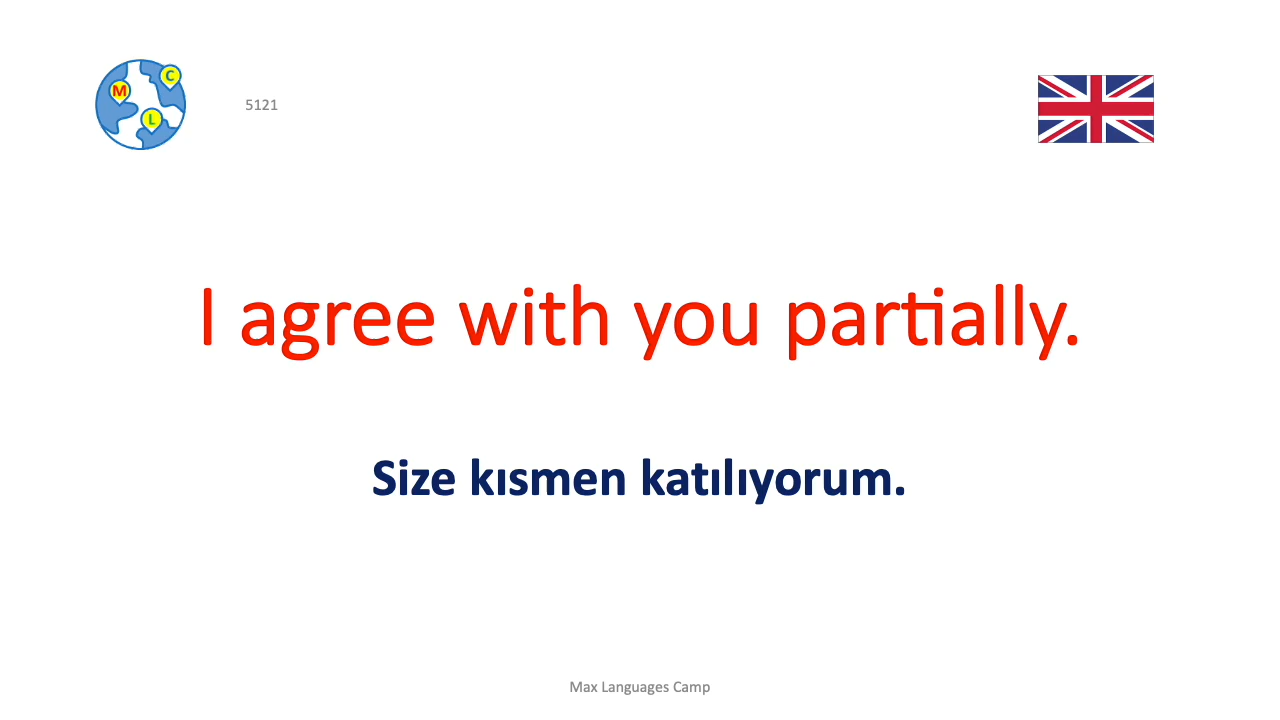 C
M
L
5121
I agree with you partially.
Size kısmen katılıyorum.
Max Languages Camp